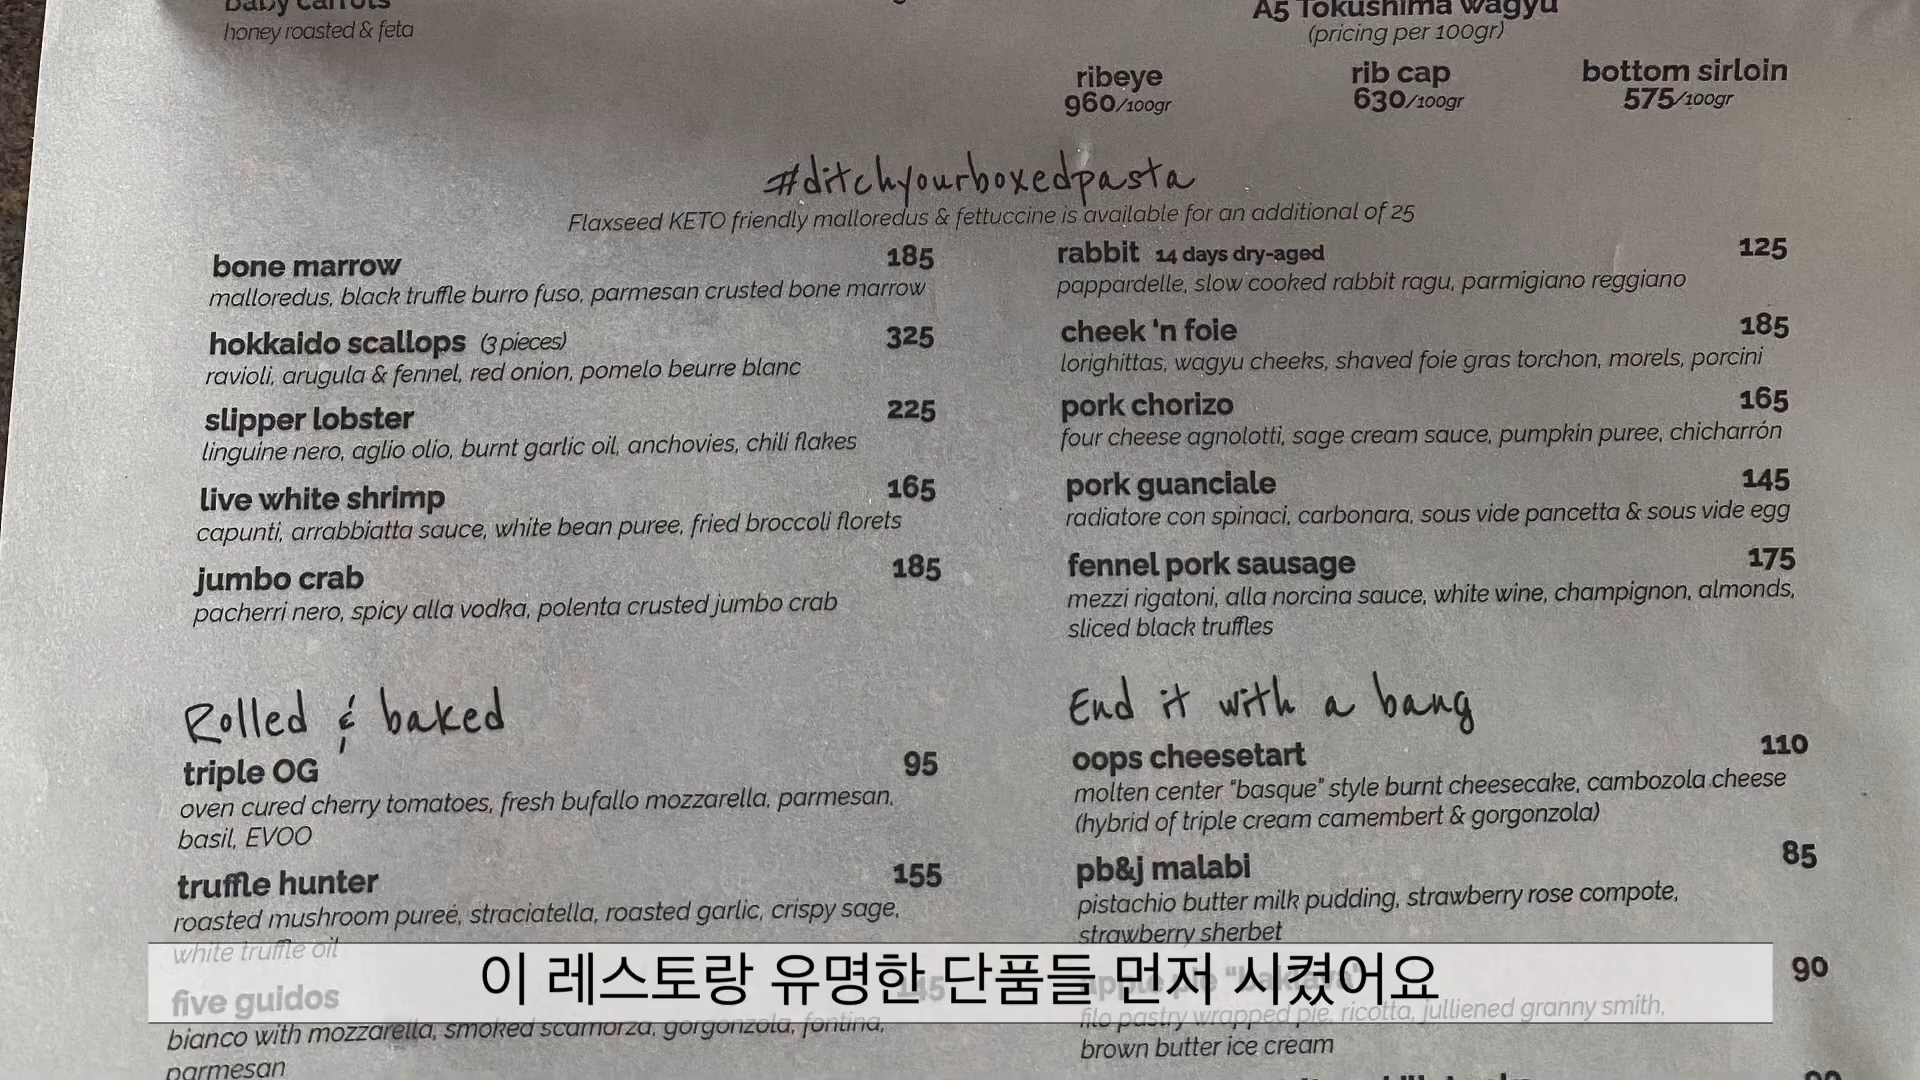 baby carrots
honey roasted & feta
A5 Tokushima wagyu
(pricing per 100gr)
ribeye
960/100gr
rib cap
630/100gr
bottom sirloin
575/100gr
#ditchyourboxedpasta
Flaxseed KETO friendly malloredus & fettuccine is available for an additional of 25
bone marrow 185
malloredus, black truffle burro fuso, parmesan crusted bone marrow
hokkaido scallops (3 pieces) 325
ravioli, arugula & fennel, red onion, pomelo beurre blanc
slipper lobster 225
linguine nero, aglio olio, burnt garlic oil, anchovies, chili flakes
live white shrimp 165
capunti, arrabbiatta sauce, white bean puree, fried broccoli florets
jumbo crab 185
pacherri nero, spicy alla vodka, polenta crusted jumbo crab
rabbit 14 days dry-aged 125
pappardelle, slow cooked rabbit ragu, parmigiano reggiano
cheek 'n foie 185
lorighittas, wagyu cheeks, shaved foie gras torchon, morels, porcini
pork chorizo 165
four cheese agnolotti, sage cream sauce, pumpkin puree, chicharrón
pork guanciale 145
radiatore con spinaci, carbonara, sous vide pancetta & sous vide egg
fennel pork sausage 175
mezzi rigatoni, alla norcina sauce, white wine, champignon, almonds,
sliced black truffles
Rolled & baked
triple OG 95
oven cured cherry tomatoes, fresh bufallo mozzarella, parmesan,
basil, EVOO
truffle hunter 155
roasted mushroom pureé, straciatella, roasted garlic, crispy sage,
white truffle oil
five guidos 145
bianco with mozzarella, smoked scamorza, gorgonzola, fontina,
parmesan
End it with a bang
oops cheesetart 110
molten center "basque" style burnt cheesecake, cambozola cheese
(hybrid of triple cream camembert & gorgonzola)
pb&j malabi 85
pistachio butter milk pudding, strawberry rose compote,
strawberry sherbet
apple pie 90
filo pastry wrapped pie, ricotta, julliened granny smith,
brown butter ice cream
이 레스토랑 유명한 단품들 먼저 시켰어요